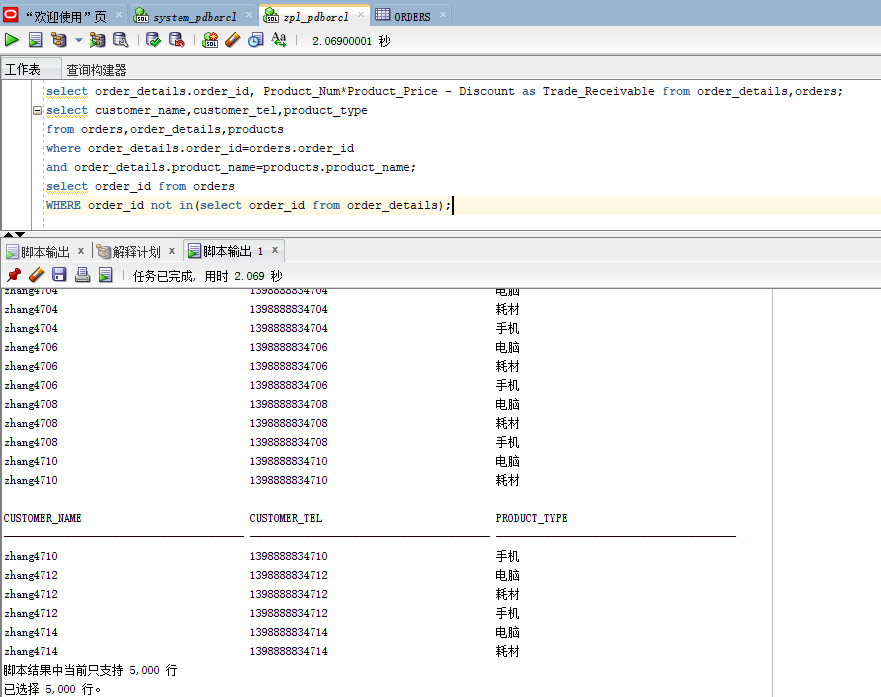 “欢迎使用”页 system_pdborcl zpl_pdborcl ORDERS
2.06900001 秒
工作表 查询构建器
select order_details.order_id, Product_Num*Product_Price - Discount as Trade_Receivable from order_details,orders;
select customer_name,customer_tel,product_type
from orders,order_details,products
where order_details.order_id=orders.order_id
and order_details.product_name=products.product_name;
select order_id from orders
WHERE order_id not in(select order_id from order_details);
脚本输出 解释计划 脚本输出 1
任务已完成, 用时 2.069 秒
zhang4704 1398888834704 电脑
zhang4704 1398888834704 耗材
zhang4704 1398888834704 手机
zhang4706 1398888834706 电脑
zhang4706 1398888834706 耗材
zhang4706 1398888834706 手机
zhang4708 1398888834708 电脑
zhang4708 1398888834708 耗材
zhang4708 1398888834708 手机
zhang4710 1398888834710 电脑
zhang4710 1398888834710 耗材
CUSTOMER_NAME CUSTOMER_TEL PRODUCT_TYPE
zhang4710 1398888834710 手机
zhang4712 1398888834712 电脑
zhang4712 1398888834712 耗材
zhang4712 1398888834712 手机
zhang4714 1398888834714 电脑
zhang4714 1398888834714 耗材
脚本结果中当前只支持 5,000 行
已选择 5,000 行。